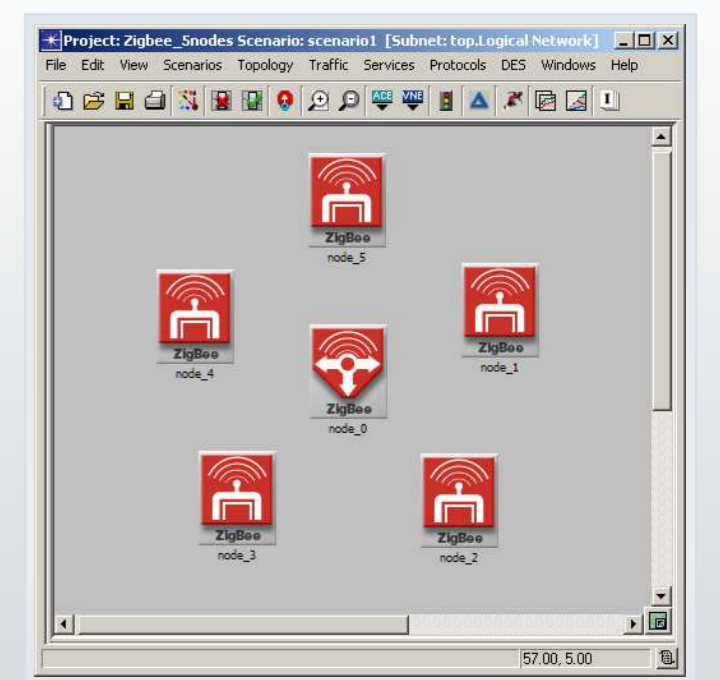 Project: Zigbee_5nodes Scenario: scenario1 [Subnet: top.Logical Network]
File Edit View Scenarios Topology Traffic Services Protocols DES Windows Help
ACE VNE
ZigBee
node_5
ZigBee
node_4
ZigBee
node_1
ZigBee
node_0
ZigBee
node_3
ZigBee
node_2
57.00, 5.00